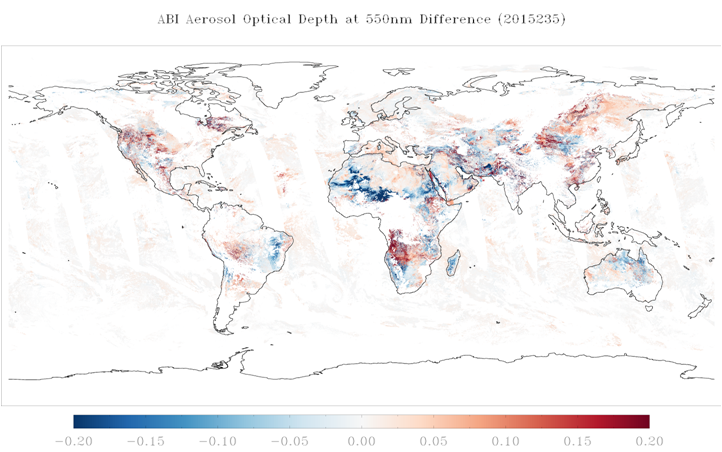 ABI Aerosol Optical Depth at 550nm Difference (2015235)
−0.20 −0.15 −0.10 −0.05 0.00 0.05 0.10 0.15 0.20